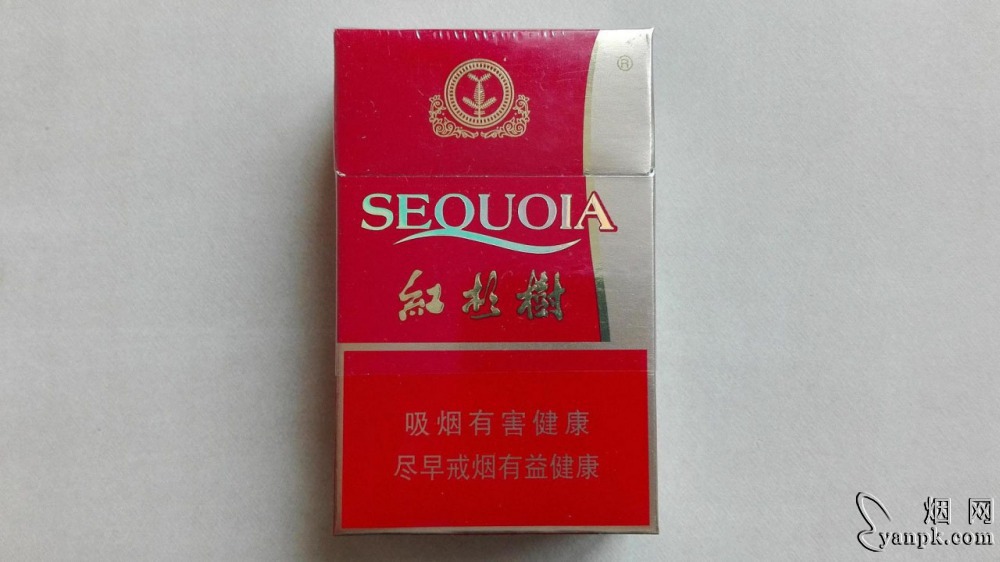 ®
SEQUOIA
紅杉樹
吸烟有害健康
尽早戒烟有益健康
烟网
yanpk.com